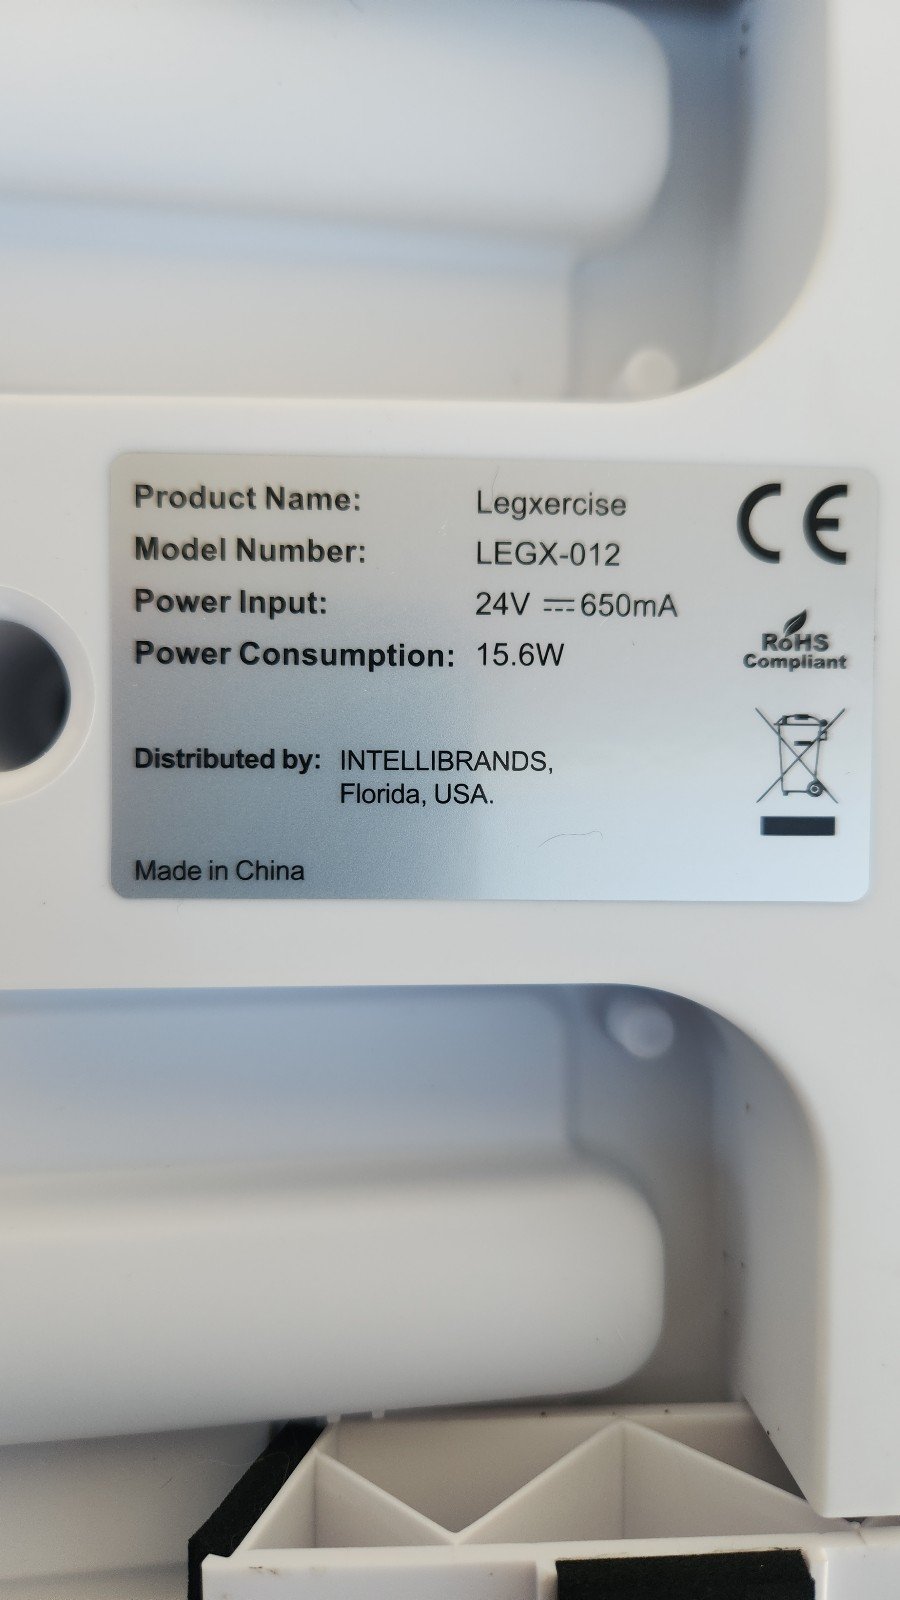 Product Name: Legxercise
Model Number: LEGX-012
Power Input: 24V ⎓ 650mA
Power Consumption: 15.6W
Distributed by: INTELLIBRANDS,
Florida, USA.
Made in China
CE
RoHS
Compliant